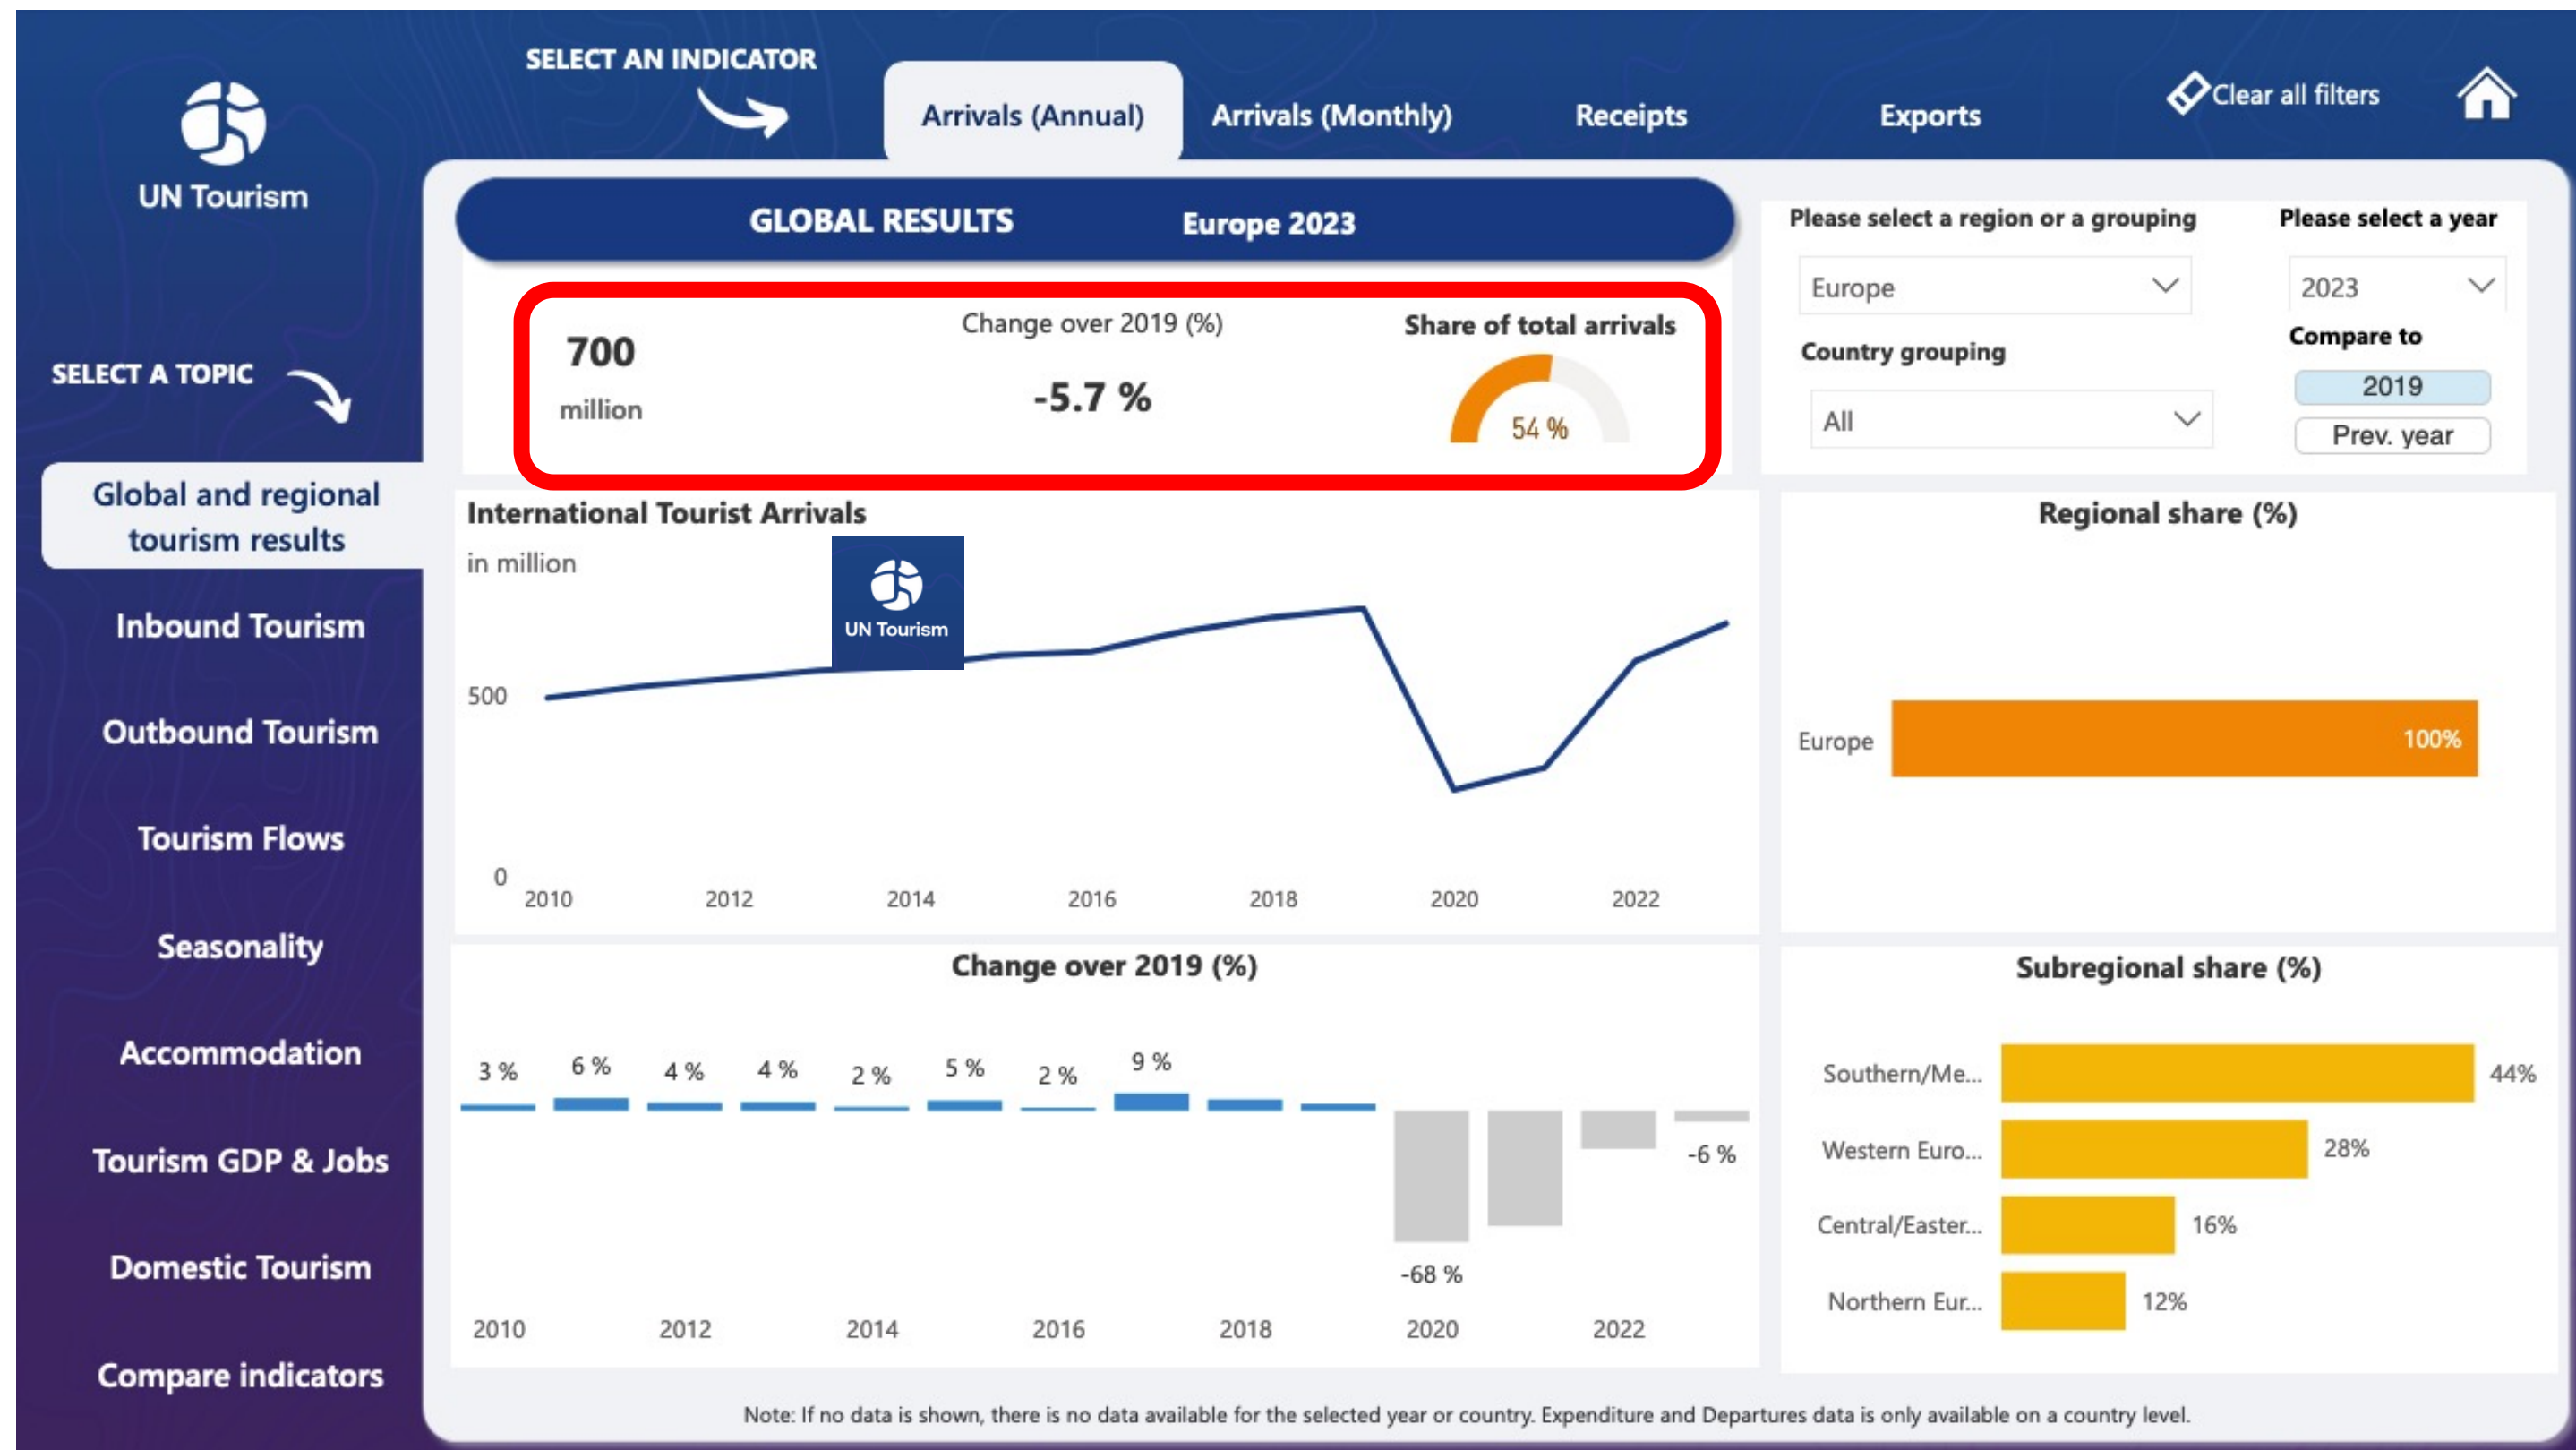 SELECT AN INDICATOR
Arrivals (Annual)
Arrivals (Monthly)
Receipts
Exports
Clear all filters
UN Tourism
GLOBAL RESULTS
Europe 2023
Please select a region or a grouping
Please select a year
Europe
2023
Compare to
2019
Prev. year
Country grouping
All
700
million
Change over 2019 (%)
-5.7 %
Share of total arrivals
54 %
SELECT A TOPIC
Global and regional
tourism results
Inbound Tourism
Outbound Tourism
Tourism Flows
Seasonality
Accommodation
Tourism GDP & Jobs
Domestic Tourism
Compare indicators
International Tourist Arrivals
in million
UN Tourism
500
0
2010 2012 2014 2016 2018 2020 2022
Regional share (%)
Europe
100%
Change over 2019 (%)
3 % 6 % 4 % 4 % 2 % 5 % 2 % 9 %
-6 %
-68 %
2010 2012 2014 2016 2018 2020 2022
Subregional share (%)
Southern/Me... 44%
Western Euro... 28%
Central/Easter... 16%
Northern Eur... 12%
Note: If no data is shown, there is no data available for the selected year or country. Expenditure and Departures data is only available on a country level.